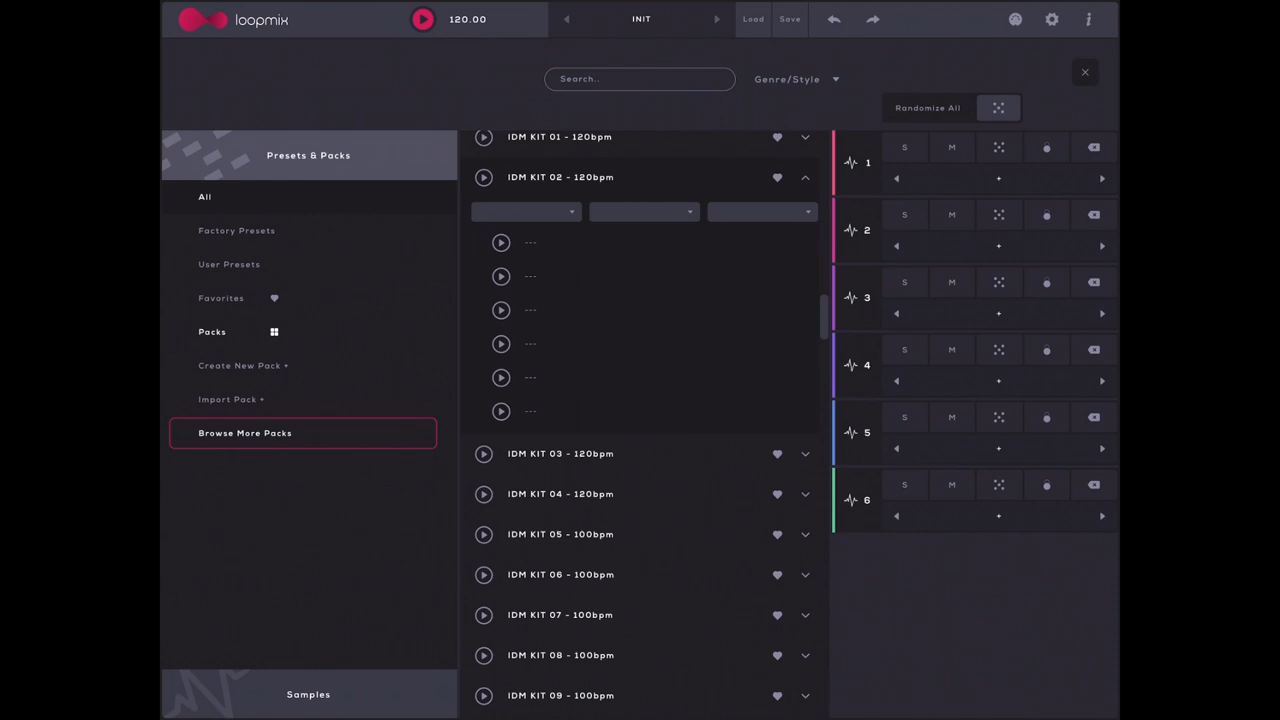 loopmix
120.00
INIT
Load
Save
i
Search..
Genre/Style
Randomize All
Presets & Packs
All
Factory Presets
User Presets
Favorites
Packs
Create New Pack +
Import Pack +
Browse More Packs
Samples
IDM KIT 01 - 120bpm
IDM KIT 02 - 120bpm
---
---
---
---
---
---
IDM KIT 03 - 120bpm
IDM KIT 04 - 120bpm
IDM KIT 05 - 100bpm
IDM KIT 06 - 100bpm
IDM KIT 07 - 100bpm
IDM KIT 08 - 100bpm
IDM KIT 09 - 100bpm
1 S M
+
2 S M
+
3 S M
+
4 S M
+
5 S M
+
6 S M
+